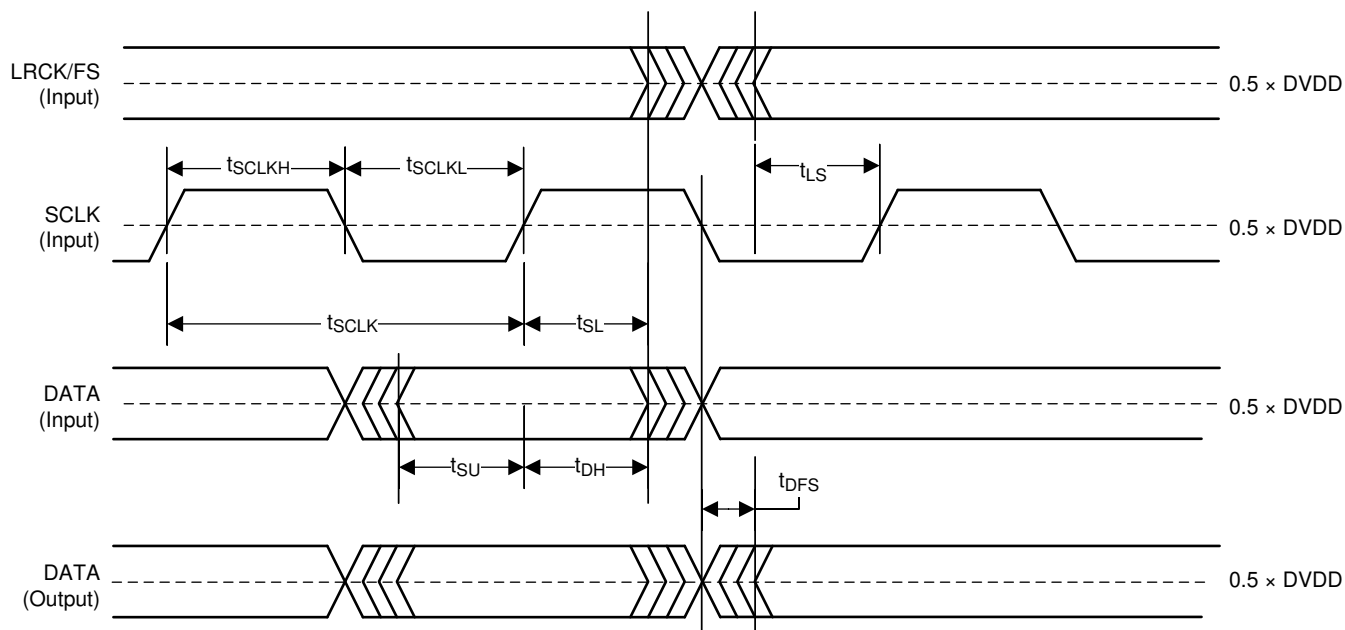 LRCK/FS
(Input)
0.5 × DVDD
tSCLKH
tSCLKL
tLS
SCLK
(Input)
0.5 × DVDD
tSCLK
tSL
DATA
(Input)
0.5 × DVDD
tSU
tDH
tDFS
DATA
(Output)
0.5 × DVDD